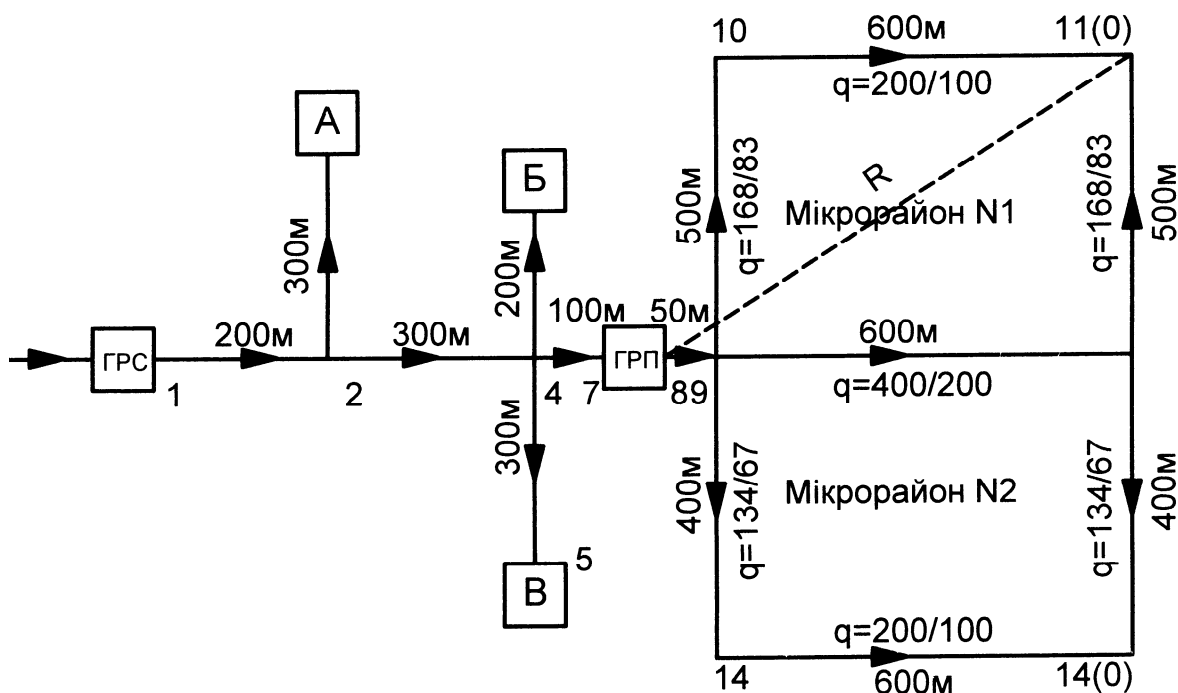 10
600м
11(0)
q=200/100
А
Б
500м
q=168/83
R
Мікрорайон N1
q=168/83
500м
300м
200м
ГРС
200м
300м
100м
50м
ГРП
600м
q=400/200
1
2
4
7
89
300м
400м
q=134/67
Мікрорайон N2
q=134/67
400м
5
В
q=200/100
14
600м
14(0)